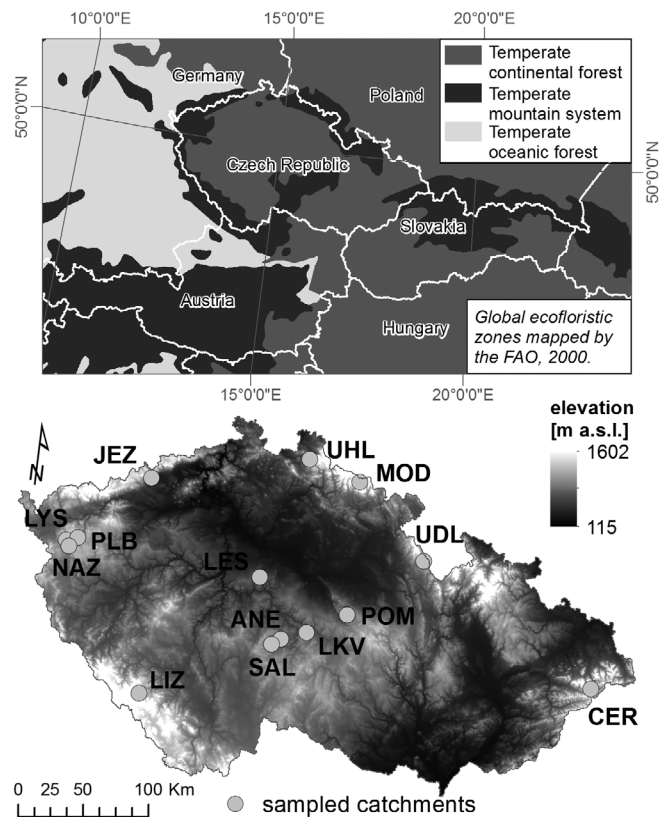 10°0'0"E
15°0'0"E
20°0'0"E
50°0'0"N
50°0'0"N
Germany
Poland
Czech Republic
Slovakia
Austria
Hungary
Temperate
continental forest
Temperate
mountain system
Temperate
oceanic forest
Global ecofloristic
zones mapped by
the FAO, 2000.
15°0'0"E
20°0'0"E
elevation
[m a.s.l.]
1602
115
N
JEZ
UHL
MOD
LYS
PLB
NAZ
UDL
LES
ANE
POM
LKV
SAL
LIZ
CER
0 25 50 100 Km
sampled catchments